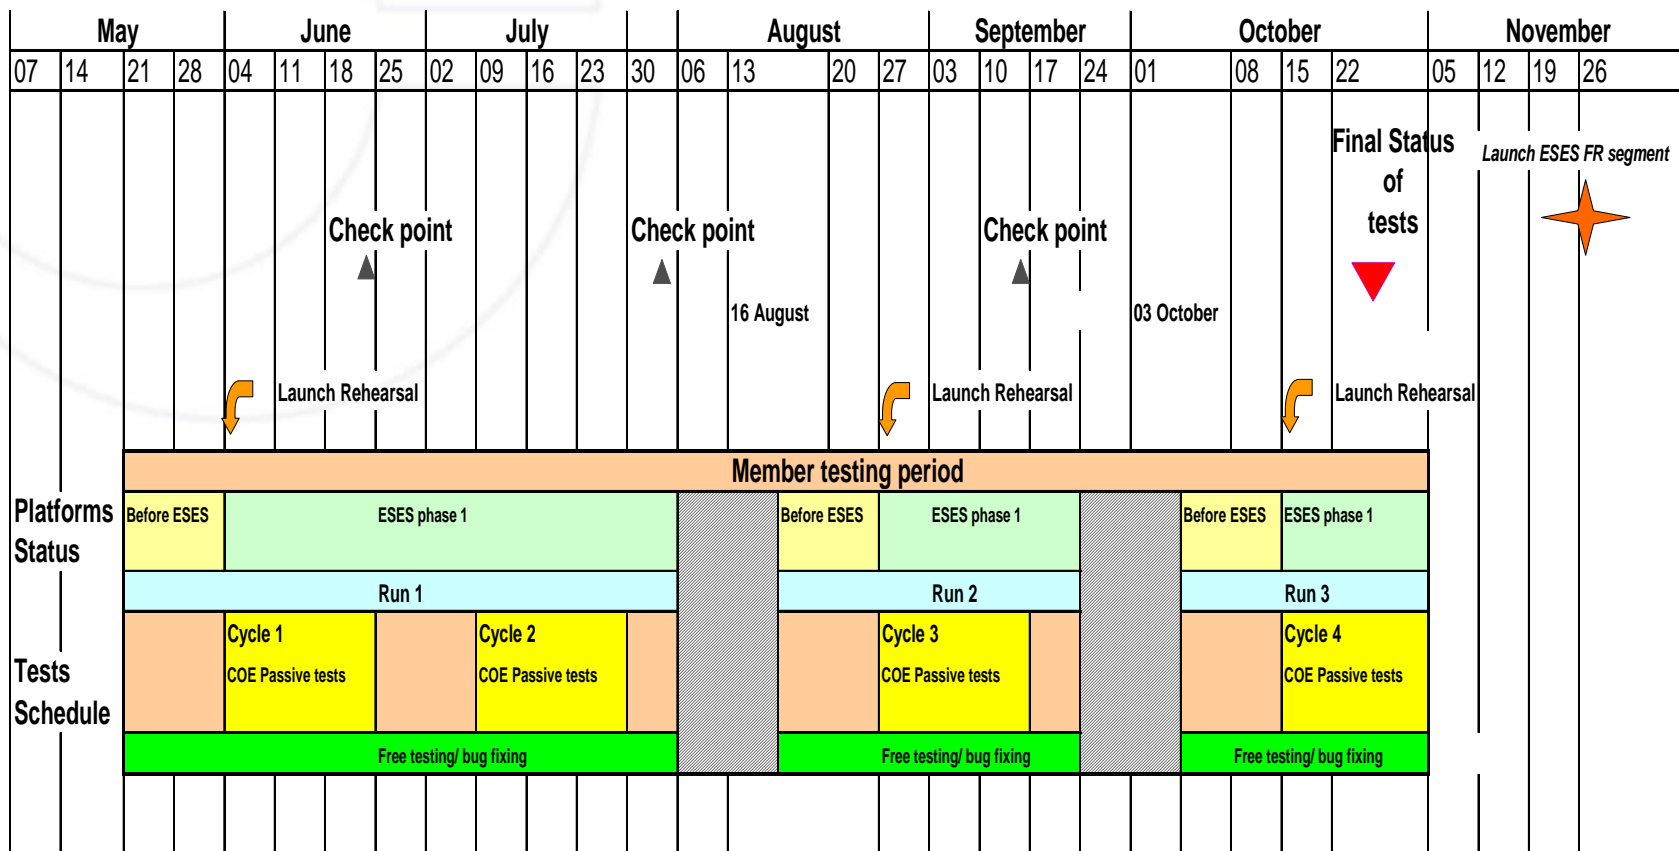 May June July August September October November
07 14 21 28 04 11 18 25 02 09 16 23 30 06 13 20 27 03 10 17 24 01 08 15 22 05 12 19 26
Final Status
of
tests
Launch ESES FR segment
Check point Check point Check point
16 August 03 October
Launch Rehearsal Launch Rehearsal Launch Rehearsal
Member testing period
Platforms
Status
Before ESES ESES phase 1 Before ESES ESES phase 1 Before ESES ESES phase 1
Run 1 Run 2 Run 3
Tests
Schedule
Cycle 1 Cycle 2 Cycle 3 Cycle 4
COE Passive tests COE Passive tests COE Passive tests COE Passive tests
Free testing/ bug fixing Free testing/ bug fixing Free testing/ bug fixing